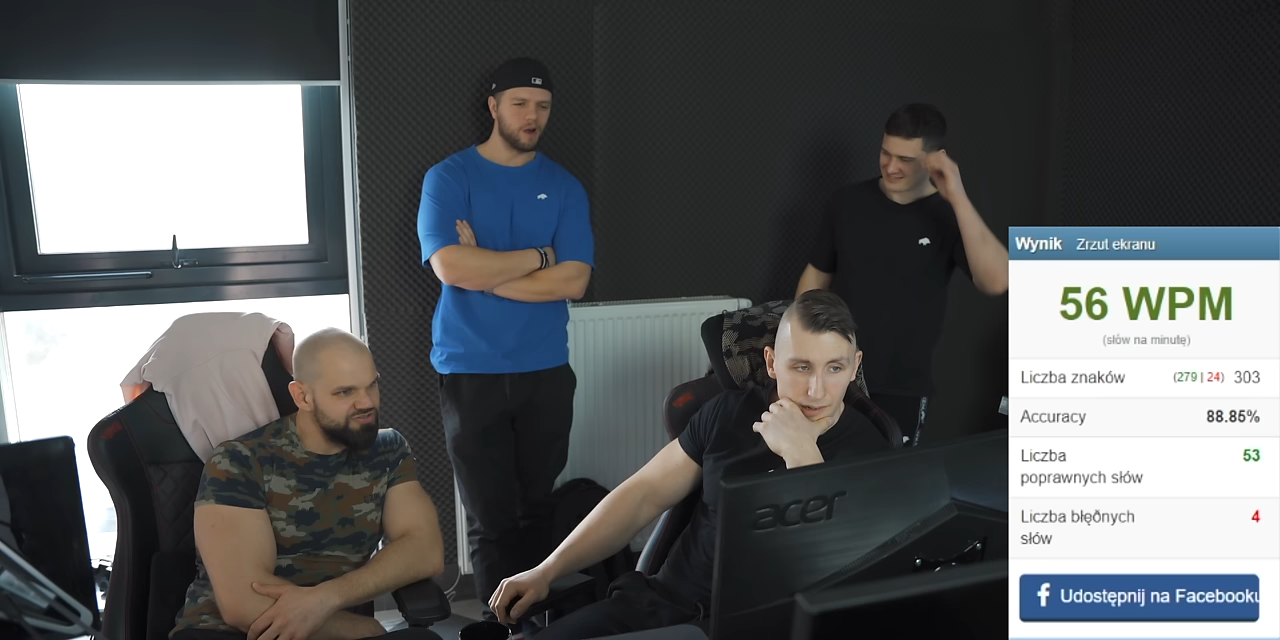 Wynik Zrzut ekranu
56 WPM
(słów na minutę)
Liczba znaków (279 | 24) 303
Accuracy 88.85%
Liczba 53
poprawnych słów
Liczba błęðnych 4
słów
f Udostępnij na Facebooku
acer